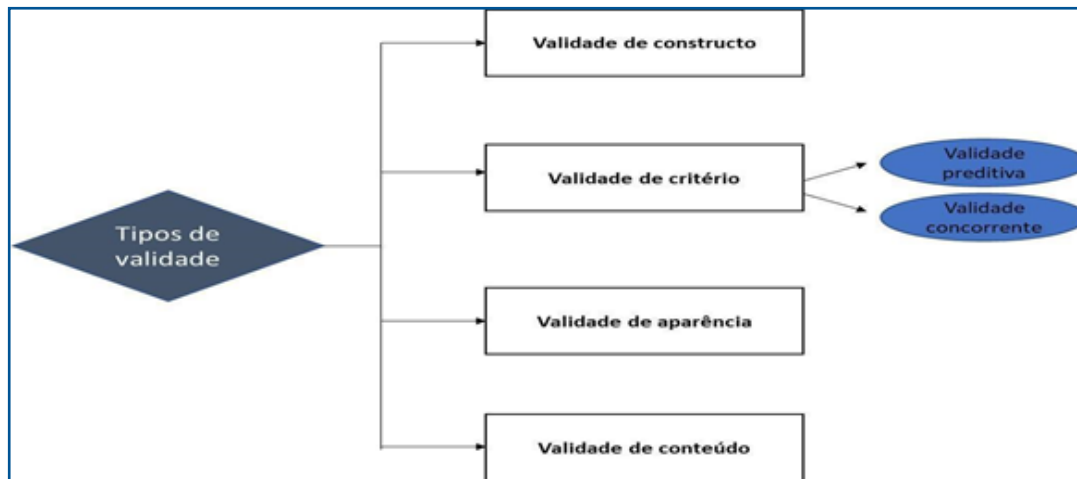 Validade de constructo
Validade de critério
Validade
preditiva
Validade
concorrente
Tipos de
validade
Validade de aparência
Validade de conteúdo